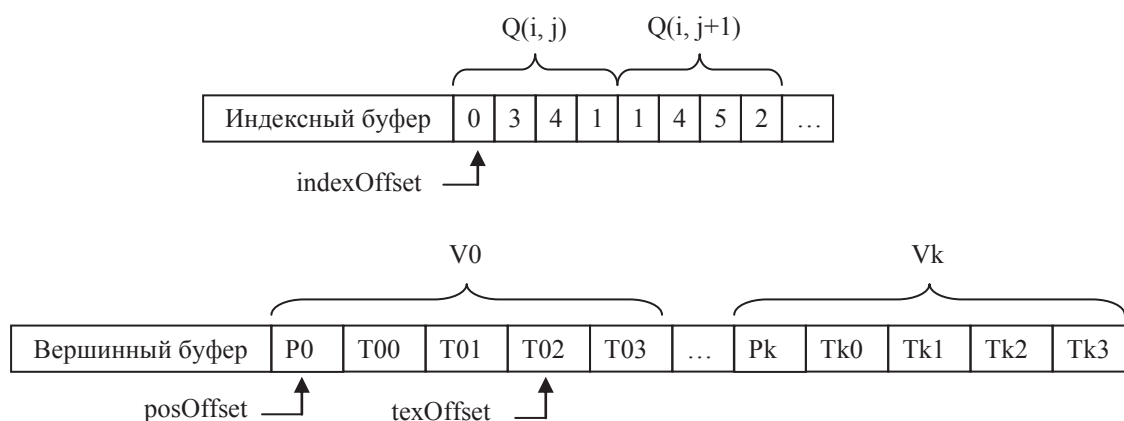 Q(i, j) Q(i, j+1)
Индексный буфер 0 3 4 1 1 4 5 2 …
indexOffset
V0 Vk
Вершинный буфер P0 T00 T01 T02 T03 … Pk Tk0 Tk1 Tk2 Tk3
posOffset texOffset